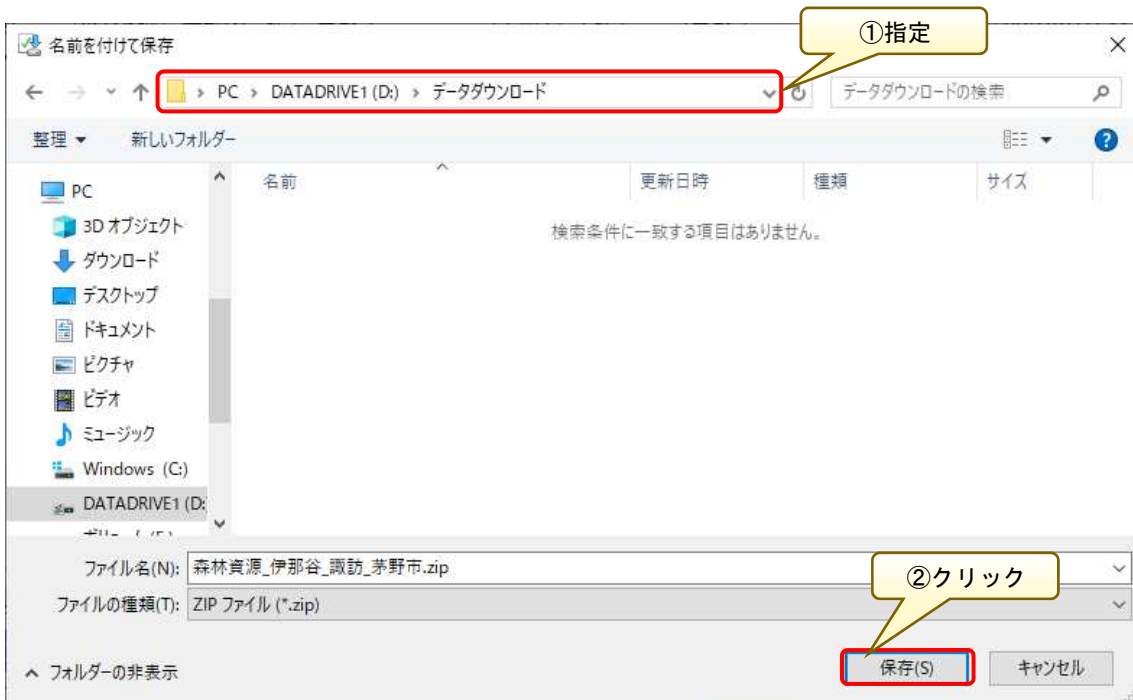 ①指定
名前を付けて保存
PC › DATADRIVE1 (D:) › データダウンロード
データダウンロードの検索
整理 新しいフォルダー
名前 更新日時 種類 サイズ
検索条件に一致する項目はありません。
PC
3D オブジェクト
ダウンロード
デスクトップ
ドキュメント
ピクチャ
ビデオ
ミュージック
Windows (C:)
DATADRIVE1 (D:
ファイル名(N): 森林資源_伊那谷_諏訪_茅野市.zip
②クリック
ファイルの種類(T): ZIP ファイル (*.zip)
フォルダーの非表示
保存(S) キャンセル